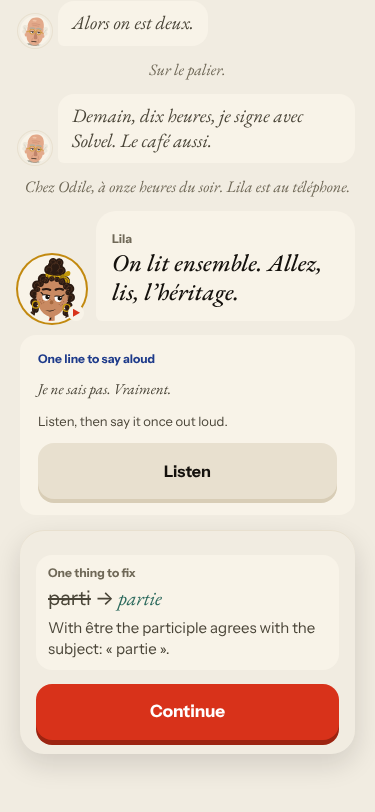 Alors on est deux.
Sur le palier.
Demain, dix heures, je signe avec
Solvel. Le café aussi.
Chez Odile, à onze heures du soir. Lila est au téléphone.
Lila
On lit ensemble. Allez,
lis, l’héritage.
One line to say aloud
Je ne sais pas. Vraiment.
Listen, then say it once out loud.
Listen
One thing to fix
parti → partie
With être the participle agrees with the
subject: « partie ».
Continue